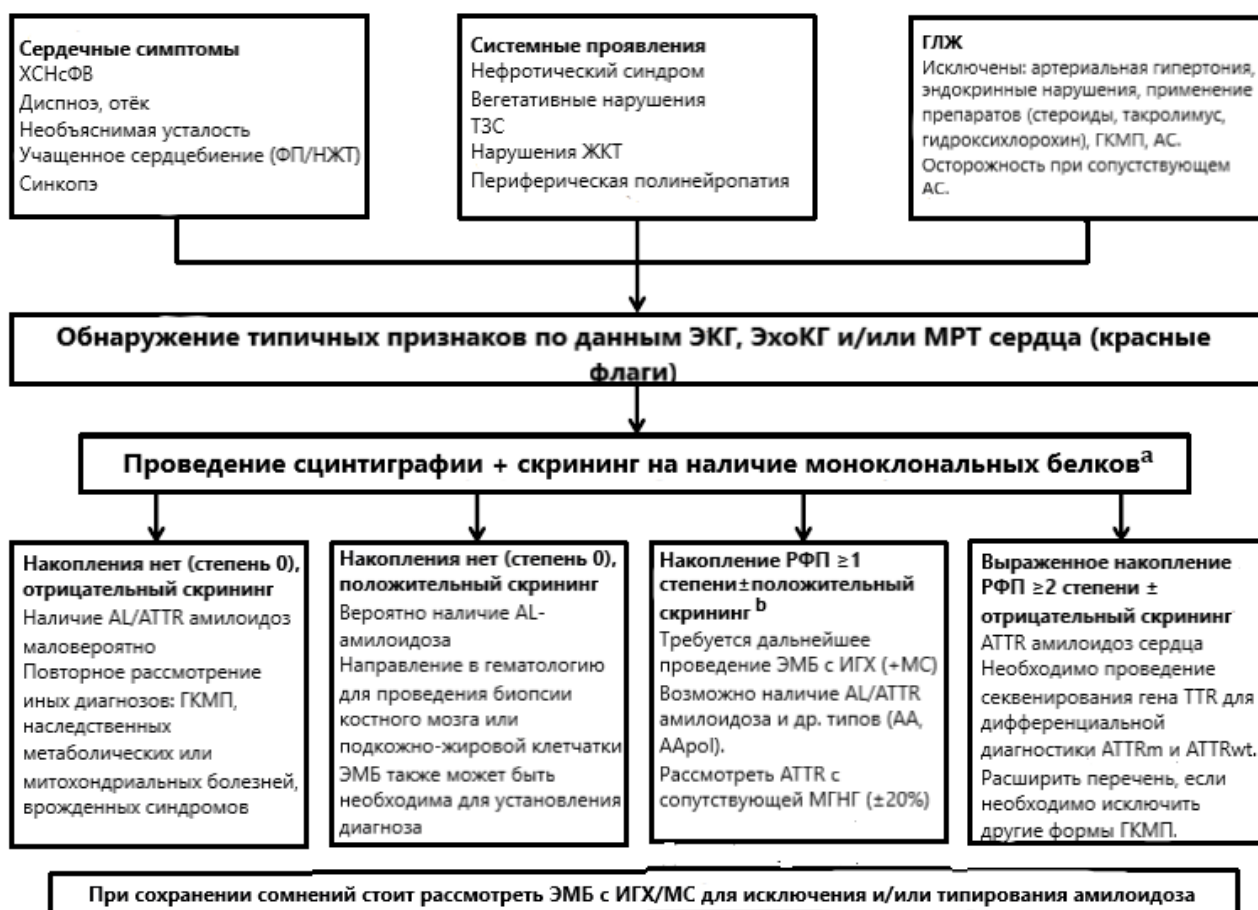 Сердечные симптомы
ХСНсФВ
Диспноэ, отёк
Необъяснимая усталость
Учащенное сердцебиение (ФП/НЖТ)
Синкопэ
Системные проявления
Нефротический синдром
Вегетативные нарушения
ТЗС
Нарушения ЖКТ
Периферическая полинейропатия
ГЛЖ
Исключены: артериальная гипертония,
эндокринные нарушения, применение
препаратов (стероиды, такролимус,
гидроксихлорохин), ГКМП, АС.
Осторожность при сопустствующем
АС.
Обнаружение типичных признаков по данным ЭКГ, ЭхоКГ и/или МРТ сердца (красные
флаги)
Проведение сцинтиграфии + скрининг на наличие моноклональных белковa
Накопления нет (степень 0),
отрицательный скрининг
Наличие AL/ATTR амилоидоз
маловероятно
Повторное рассмотрение
иных диагнозов: ГКМП,
наследственных
метаболических или
митохондриальных болезней,
врожденных синдромов
Накопления нет (степень 0),
положительный скрининг
Вероятно наличие AL-
амилоидоза
Направление в гематологию
для проведения биопсии
костного мозга или
подкожно-жировой клетчатки
ЭМБ также может быть
необходима для установления
диагноза
Накопление РФП ≥1
степени±положительный
скрининг b
Требуется дальнейшее
проведение ЭМБ с ИГХ (+МС)
Возможно наличие AL/ATTR
амилоидоза и др. типов (AA,
AApol).
Рассмотреть ATTR с
сопутствующей МГНГ (±20%)
Выраженное накопление
РФП ≥2 степени ±
отрицательный скрининг
ATTR амилоидоз сердца
Необходимо проведение
секвенирования гена TTR для
дифференциальной
диагностики ATTRm и ATTRwt.
Расширить перечень, если
необходимо исключить
другие формы ГКМП.
При сохранении сомнений стоит рассмотреть ЭМБ с ИГХ/МС для исключения и/или типирования амилоидоза